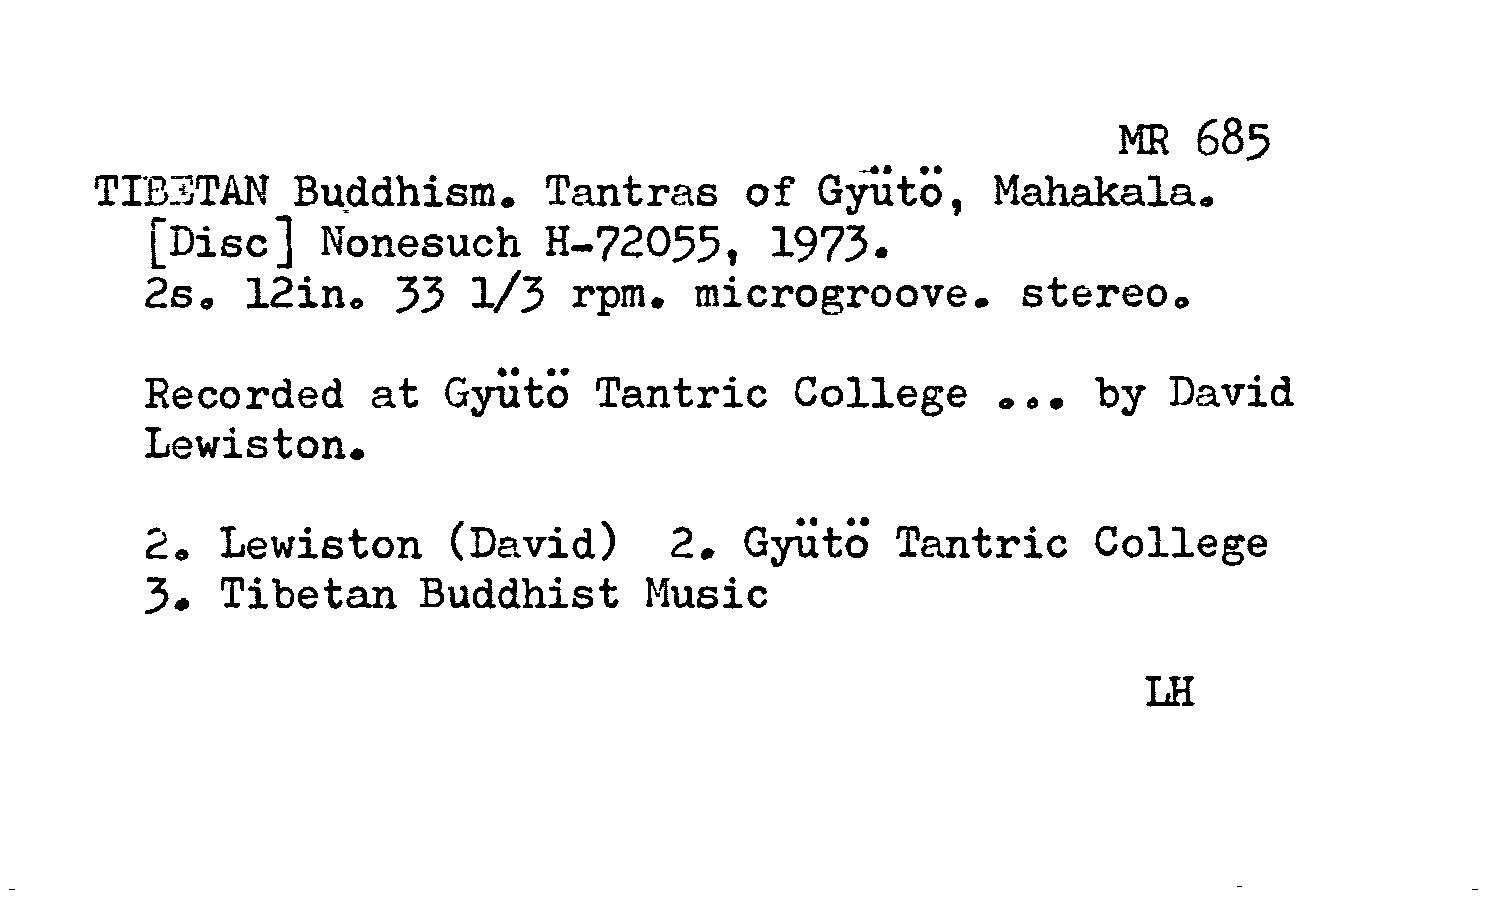 MR 685
TIBETAN Buddhism. Tantras of Gyütö, Mahakala.
[Disc] Nonesuch H-72055, 1973.
2s. 12in. 33 1/3 rpm. microgroove. stereo.
Recorded at Gyütö Tantric College ... by David
Lewiston.
2. Lewiston (David) 2. Gyütö Tantric College
3. Tibetan Buddhist Music
LH